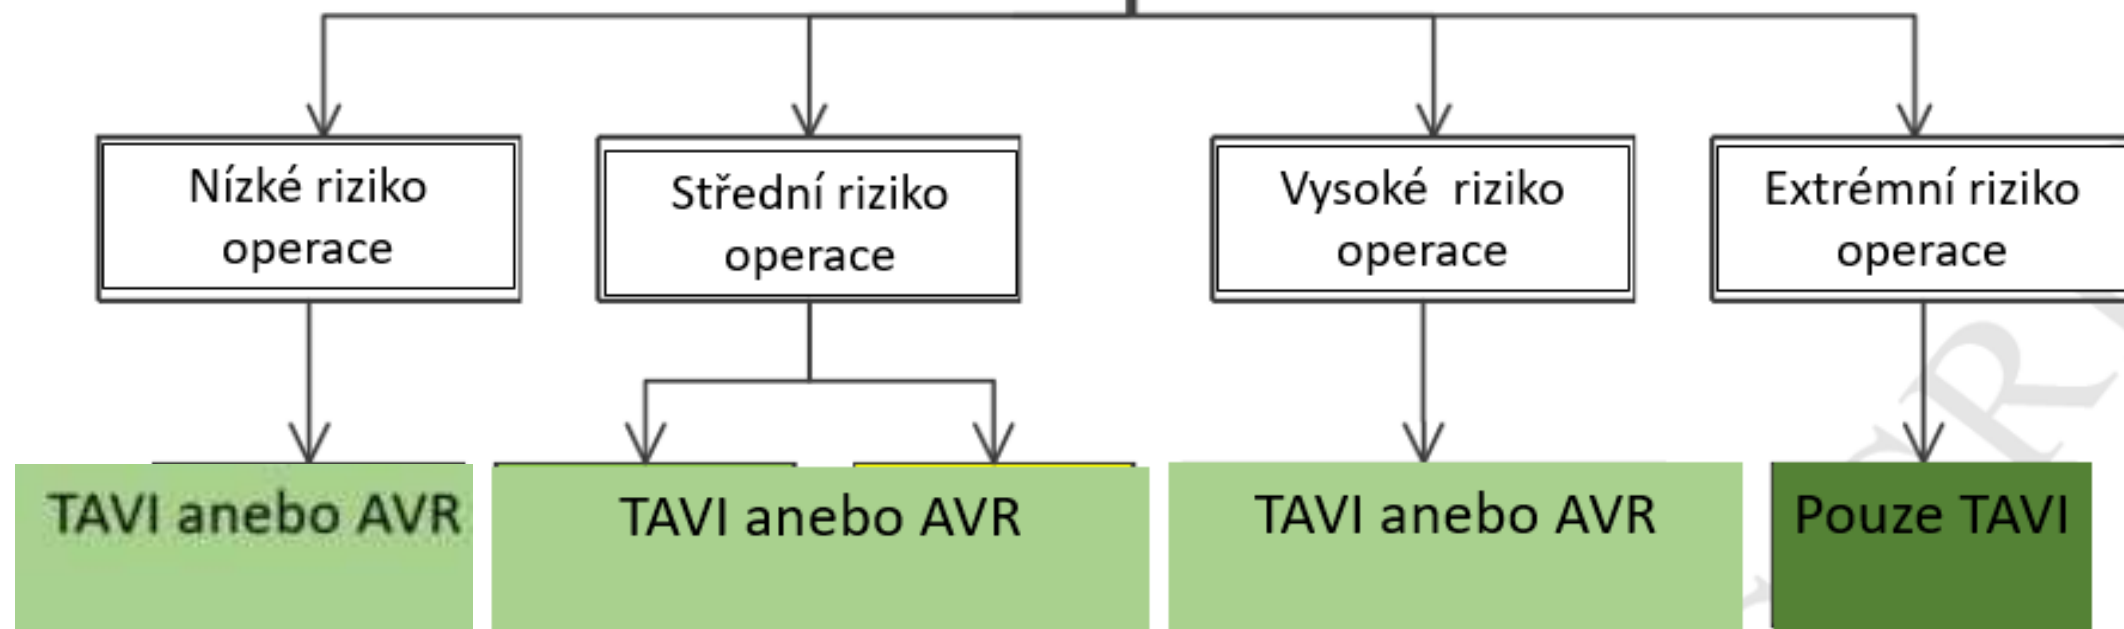 Nízké riziko
operace
Střední riziko
operace
Vysoké  riziko
operace
Extrémní riziko
operace
TAVI anebo AVR
TAVI anebo AVR
TAVI anebo AVR
Pouze TAVI